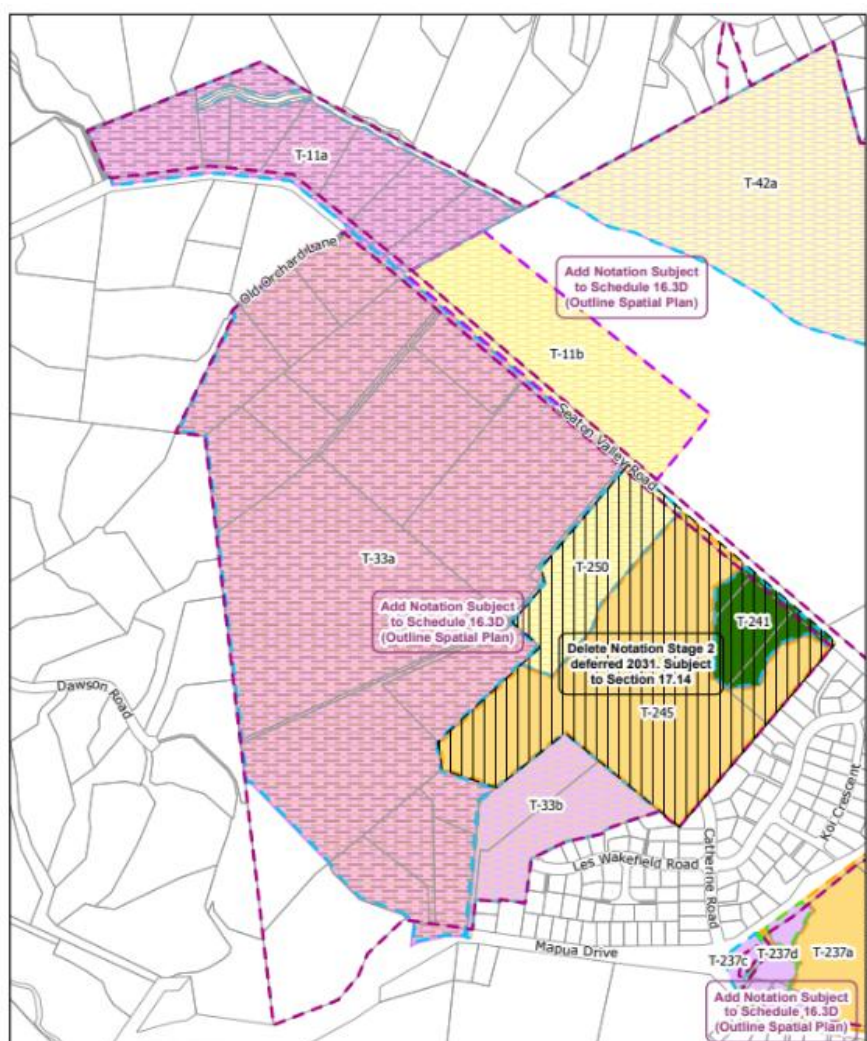 T-11a
T-42a
Old Orchard Lane
Add Notation Subject
to Schedule 16.3D
(Outline Spatial Plan)
T-11b
Seaton Valley Road
T-33a
T-250
Add Notation Subject
to Schedule 16.3D
(Outline Spatial Plan)
T-241
Delete Notation Stage 2
deferred 2031. Subject
to Section 17.14
Dawson Road
T-245
T-33b
Koi Crescent
Les Wakefield Road
Catherine Road
Mapua Drive
T-237c
T-237d
T-237a
Add Notation Subject
to Schedule 16.3D
(Outline Spatial Plan)